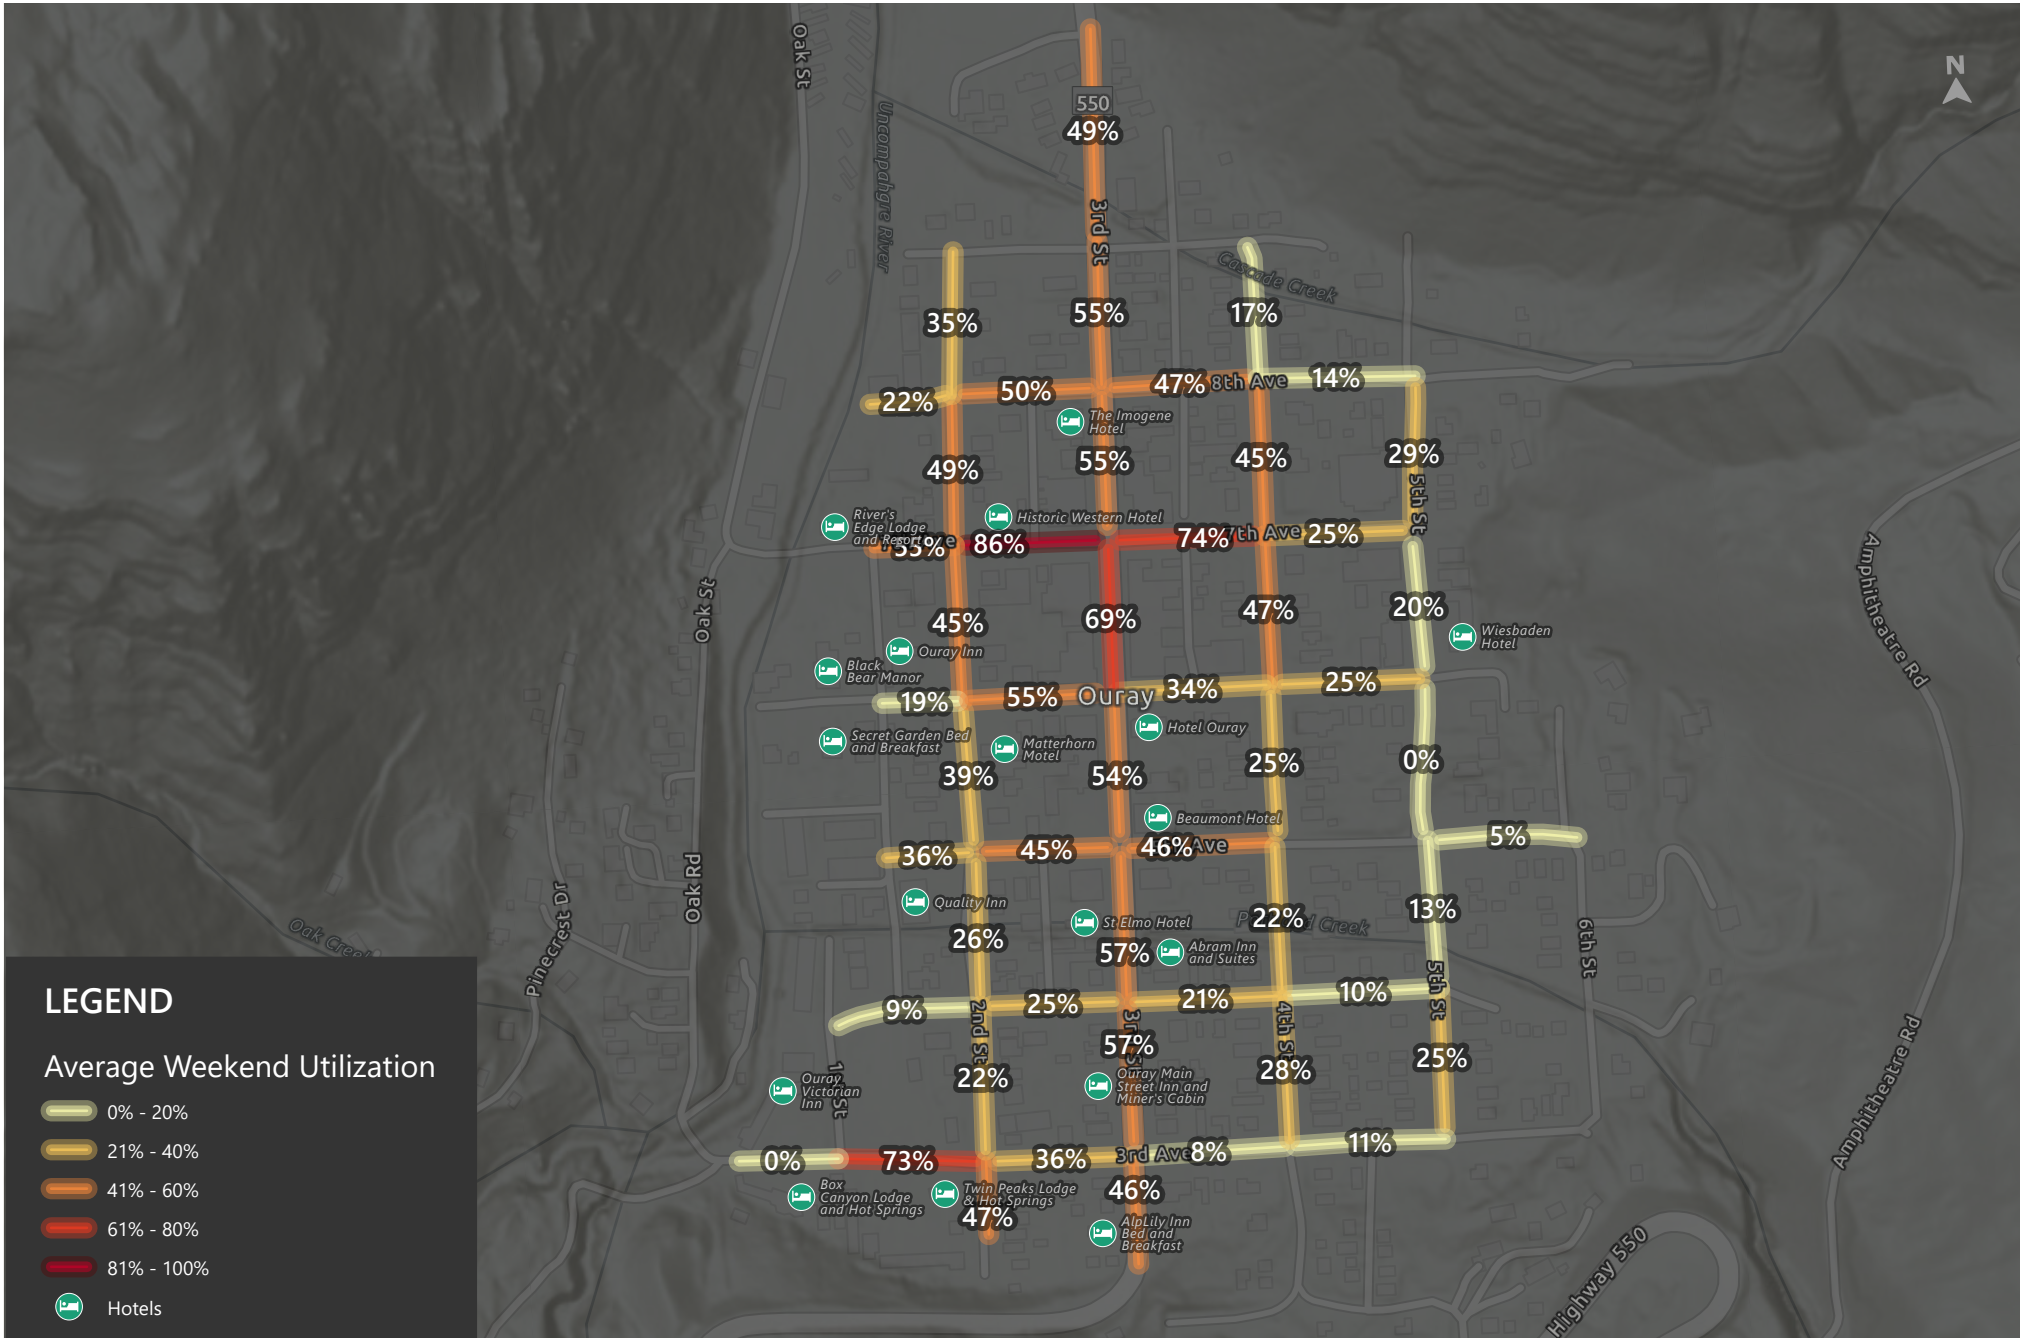 Oak St
N
550
49%
Uncompahgre River
3rd St
Cascade Creek
35%
55%
17%
22%
50%
47%
8th Ave
14%
The Imogene
Hotel
49%
55%
45%
29%
5th St
River's
Edge Lodge
and Resort
Historic Western Hotel
86%
74%
7th Ave
25%
Amphitheatre Rd
Oak St
45%
69%
47%
20%
Wiesbaden
Hotel
Ouray Inn
Black
Bear Manor
19%
55%
Ouray
34%
25%
Secret Garden Bed
and Breakfast
Matterhorn
Motel
Hotel Ouray
39%
54%
25%
0%
Beaumont Hotel
36%
45%
46%
Ave
5%
Oak Rd
Pinecrest Dr
Quality Inn
St Elmo Hotel
22%
Creek
13%
Oak Creek
26%
57%
Abram Inn
and Suites
6th St
5th St
9%
25%
21%
10%
2nd St
4th St
57%
22%
28%
25%
Ouray
Victorian
Inn
Ouray Main
Street Inn and
Miner's Cabin
Amphitheatre Rd
0%
73%
36%
3rd Ave
8%
11%
Box
Canyon Lodge
and Hot Springs
Twin Peaks Lodge
& Hot Springs
46%
47%
AlpLily Inn
Bed and
Breakfast
Highway 550
LEGEND
Average Weekend Utilization
0% - 20%
21% - 40%
41% - 60%
61% - 80%
81% - 100%
Hotels